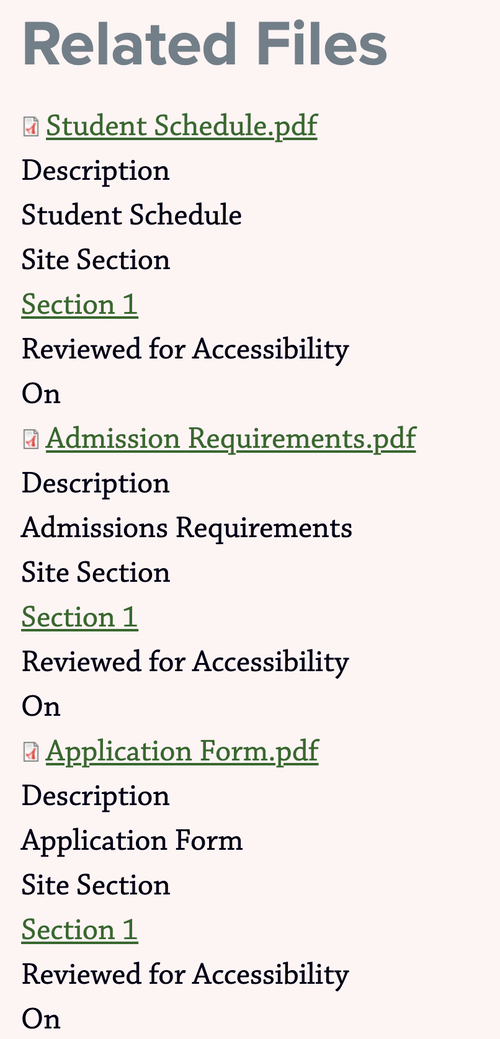 Related Files
Student Schedule.pdf
Description
Student Schedule
Site Section
Section 1
Reviewed for Accessibility
On
Admission Requirements.pdf
Description
Admissions Requirements
Site Section
Section 1
Reviewed for Accessibility
On
Application Form.pdf
Description
Application Form
Site Section
Section 1
Reviewed for Accessibility
On